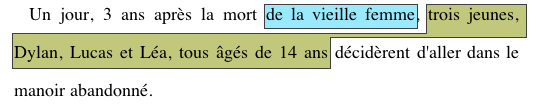 Un jour, 3 ans après la mort de la vieille femme, trois jeunes,
Dylan, Lucas et Léa, tous âgés de 14 ans décidèrent d'aller dans le
manoir abandonné.